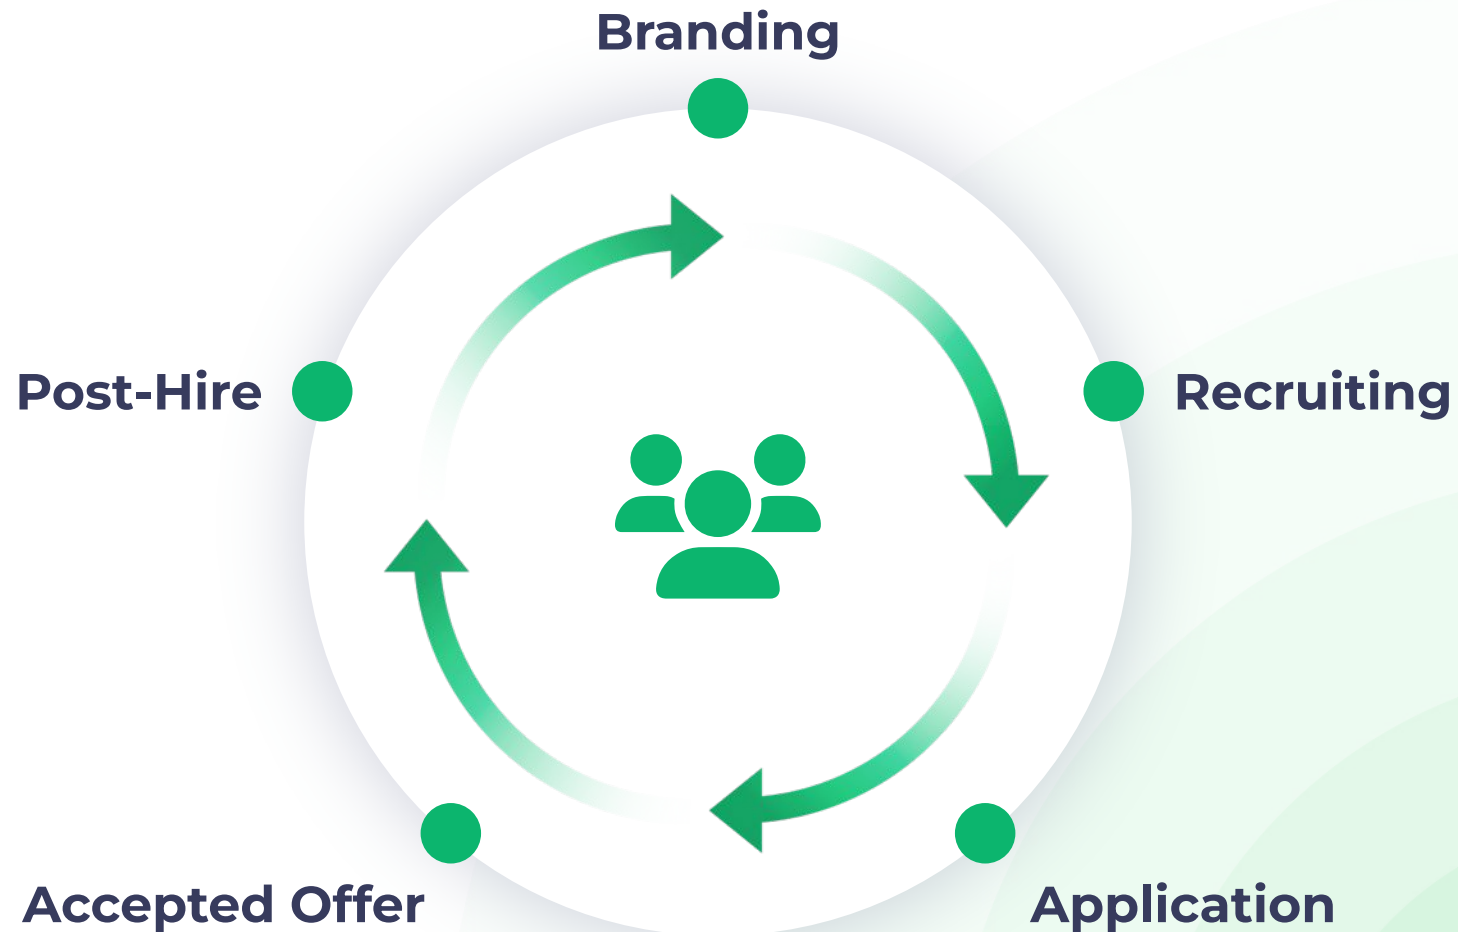 Branding
Post-Hire
Recruiting
Accepted Offer
Application